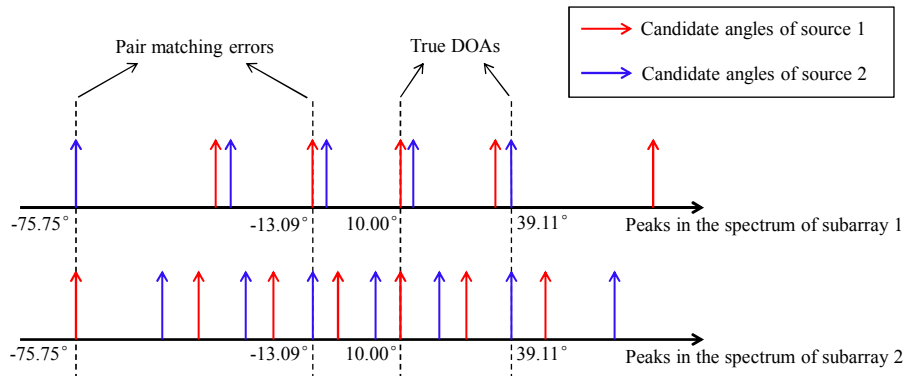 Pair matching errors
True DOAs
Candidate angles of source 1
Candidate angles of source 2
-75.75°
-13.09°
10.00°
39.11°
Peaks in the spectrum of subarray 1
-75.75°
-13.09°
10.00°
39.11°
Peaks in the spectrum of subarray 2